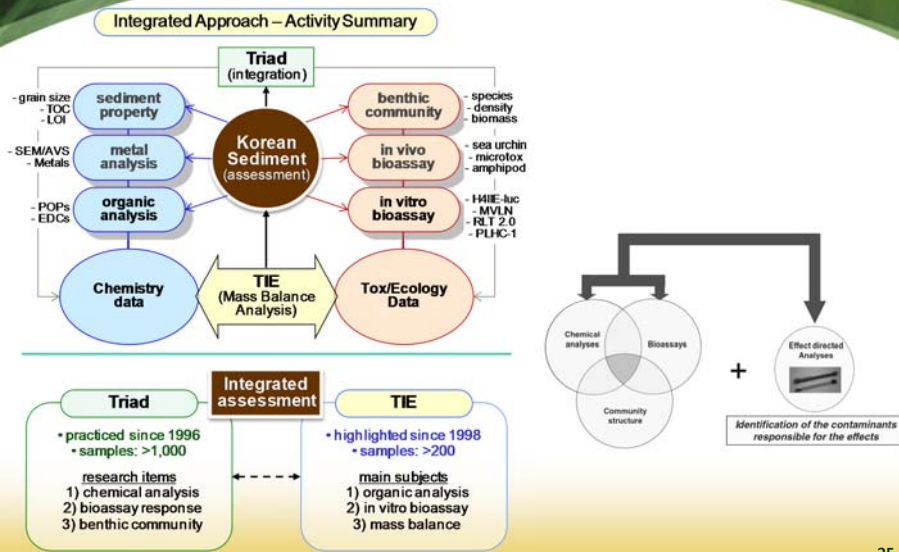 Integrated Approach – Activity Summary
Triad
(integration)
- grain size
- TOC
- LOI
sediment
property
- SEM/AVS
- Metals
metal
analysis
- POPs
- EDCs
organic
analysis
Korean
Sediment
(assessment)
benthic
community
- species
- density
- biomass
in vivo
bioassay
- sea urchin
- microtox
- amphipod
in vitro
bioassay
- H4IIE-luc
- MVLN
- RLT 2.0
- PLHC-1
Chemistry
data
TIE
(Mass Balance
Analysis)
Tox/Ecology
Data
Integrated
assessment
Triad
• practiced since 1996
• samples: >1,000
research items
1) chemical analysis
2) bioassay response
3) benthic community
TIE
• highlighted since 1998
• samples: >200
main subjects
1) organic analysis
2) in vitro bioassay
3) mass balance
Chemical
analyses
Bioassays
Community
structure
+
Effect directed
Analyses
Identification of the contaminants
responsible for the effects
25